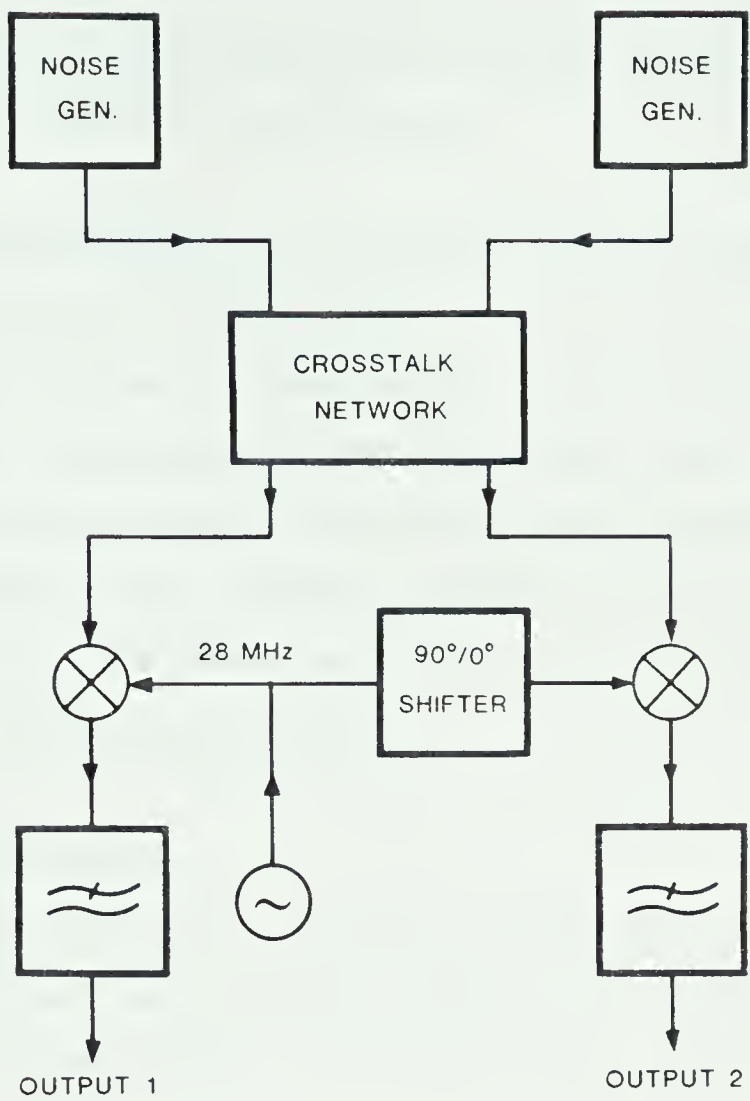 NOISE
GEN.
NOISE
GEN.
CROSSTALK
NETWORK
28 MHz
90°/0°
SHIFTER
OUTPUT 1
OUTPUT 2